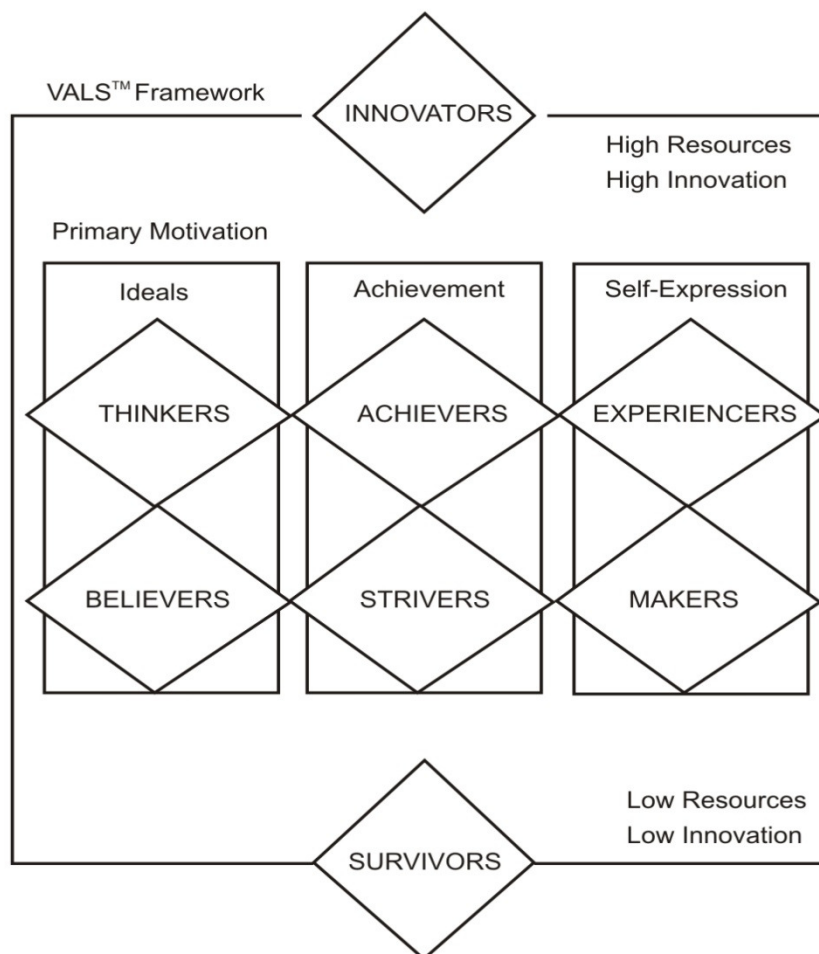 VALS™ Framework
INNOVATORS
High Resources
High Innovation
Primary Motivation
Ideals
Achievement
Self-Expression
THINKERS
ACHIEVERS
EXPERIENCERS
BELIEVERS
STRIVERS
MAKERS
Low Resources
Low Innovation
SURVIVORS